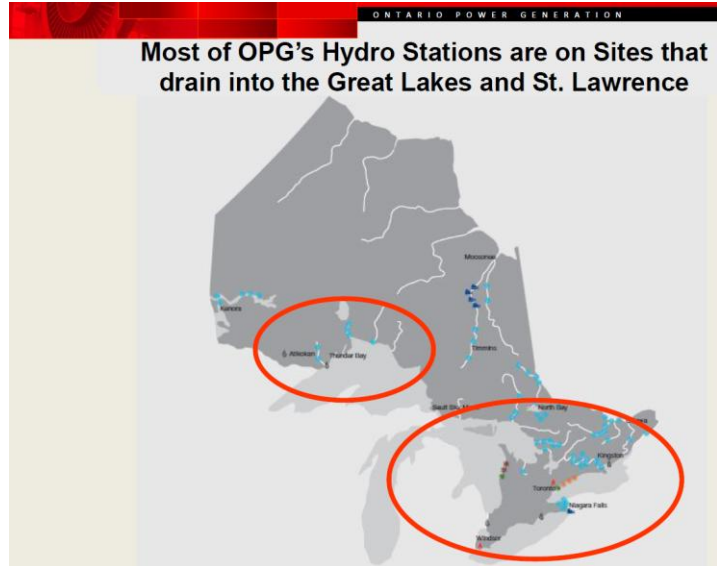 ONTARIO POWER GENERATION
Most of OPG's Hydro Stations are on Sites that
drain into the Great Lakes and St. Lawrence
Moosonee
Kenora
Timmins
Atikokan
Thunder Bay
North Bay
Kingston
Toronto
Niagara Falls
Windsor